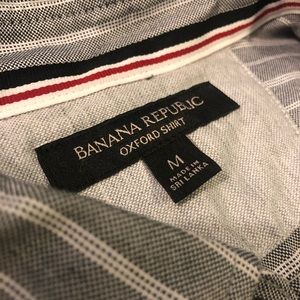 BANANA REPUBLIC
OXFORD SHIRT
M
MADE IN
SRI LANKA